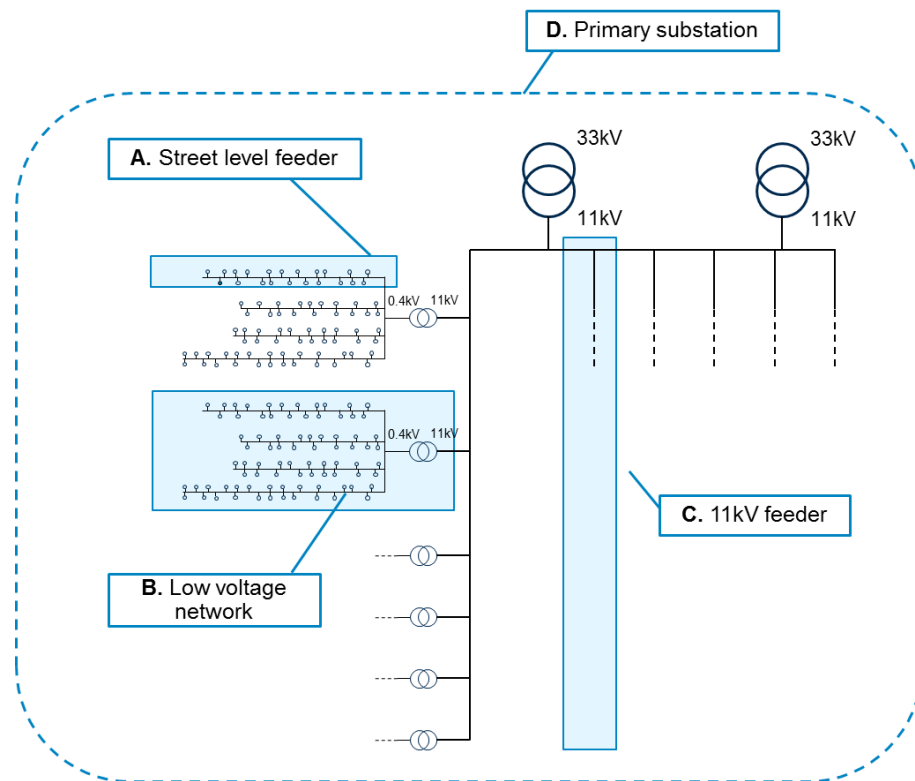 D. Primary substation
A. Street level feeder
33kV
33kV
11kV
11kV
0.4kV
11kV
0.4kV
11kV
C. 11kV feeder
B. Low voltage
network